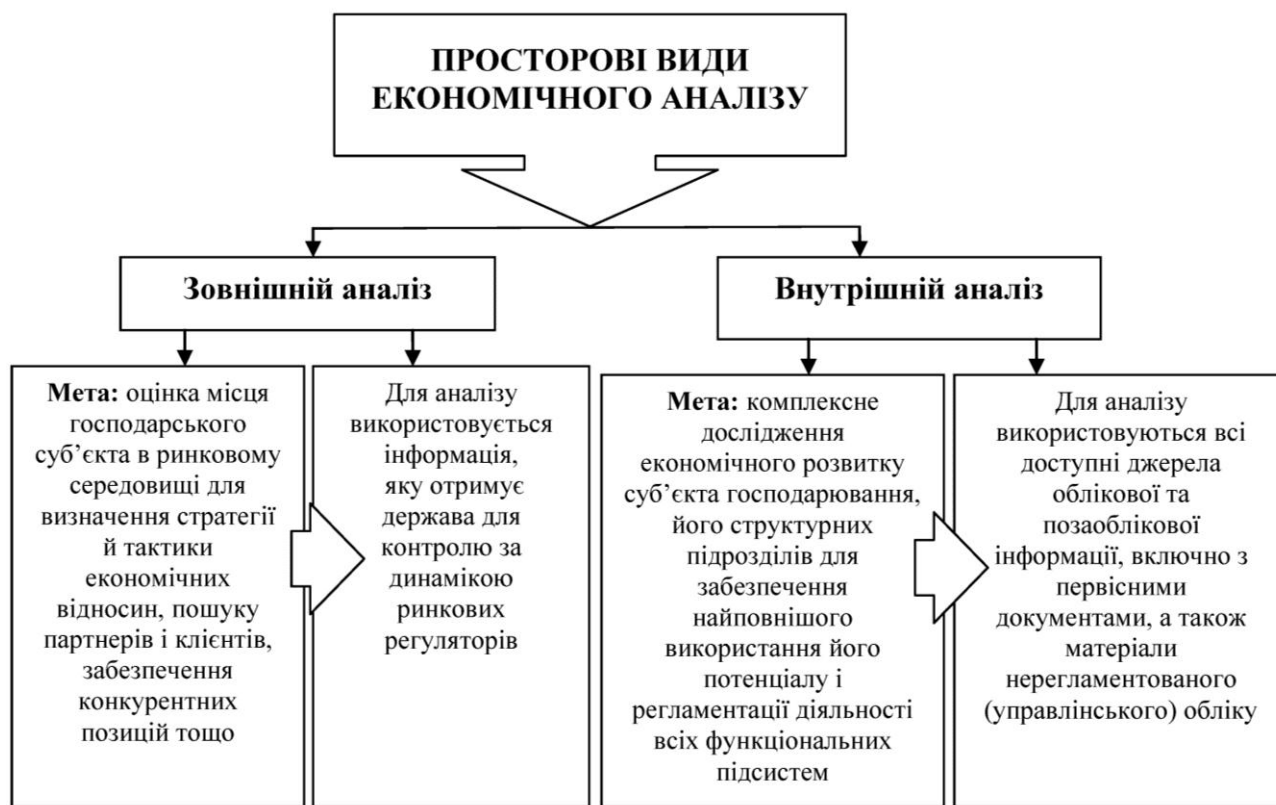 ПРОСТОРОВІ ВИДИ
ЕКОНОМІЧНОГО АНАЛІЗУ
Зовнішній аналіз
Мета: оцінка місця
господарського
суб’єкта в ринковому
середовищі для
визначення стратегії
й тактики
економічних
відносин, пошуку
партнерів і клієнтів,
забезпечення
конкурентних
позицій тощо
Для аналізу
використовується
інформація,
яку отримує
держава для
контролю за
динамікою
ринкових
регуляторів
Внутрішній аналіз
Мета: комплексне
дослідження
економічного розвитку
суб’єкта господарювання,
його структурних
підрозділів для
забезпечення
найповнішого
використання його
потенціалу і
регламентації діяльності
всіх функціональних
підсистем
Для аналізу
використовуються всі
доступні джерела
облікової та
позаоблікової
інформації, включно з
первісними
документами, а також
матеріали
нерегламентованого
(управлінського) обліку